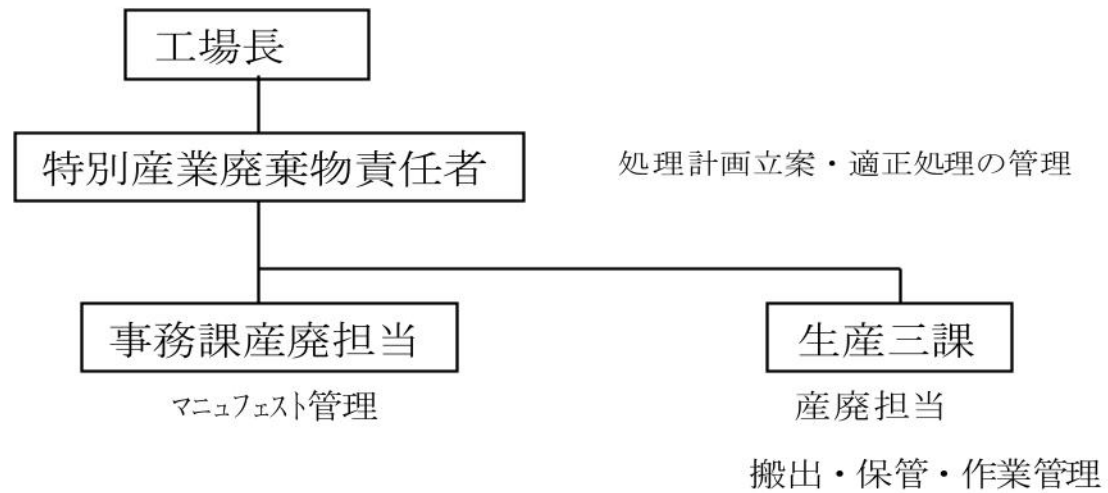 工場長
特別産業廃棄物責任者
処理計画立案・適正処理の管理
事務課産廃担当
生産三課
マニュフェスト管理
産廃担当
搬出・保管・作業管理